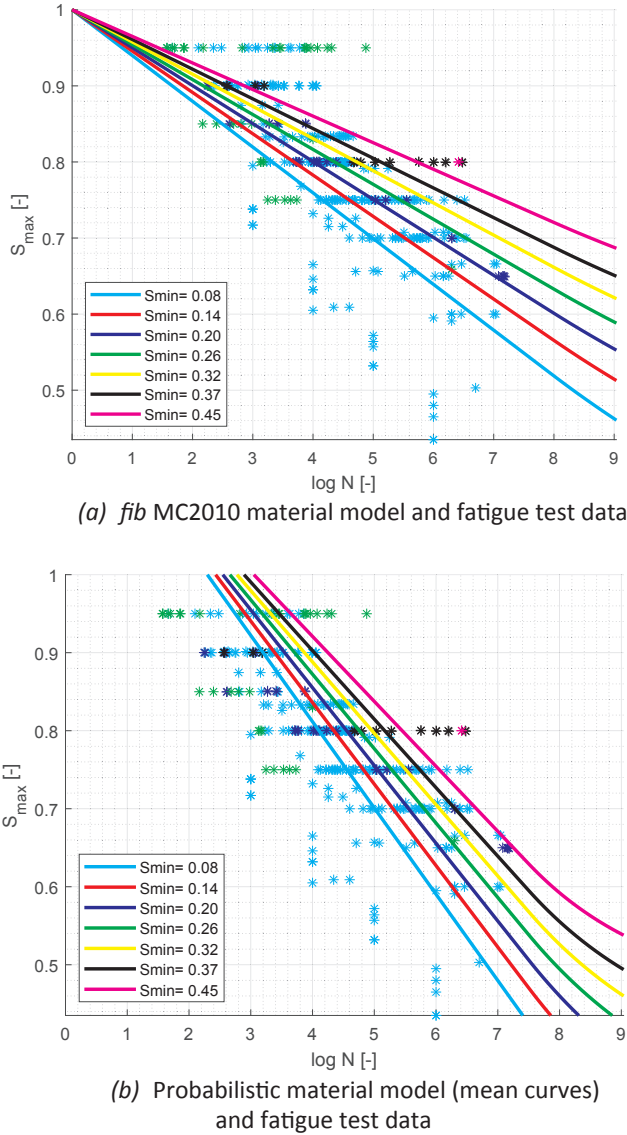 1
0.9
0.8
0.7
0.6
0.5
S_max [-]
Smin= 0.08
Smin= 0.14
Smin= 0.20
Smin= 0.26
Smin= 0.32
Smin= 0.37
Smin= 0.45
0 1 2 3 4 5 6 7 8 9
log N [-]
(a) fib MC2010 material model and fatigue test data
1
0.9
0.8
0.7
0.6
0.5
S_max [-]
Smin= 0.08
Smin= 0.14
Smin= 0.20
Smin= 0.26
Smin= 0.32
Smin= 0.37
Smin= 0.45
0 1 2 3 4 5 6 7 8 9
log N [-]
(b) Probabilistic material model (mean curves)
and fatigue test data